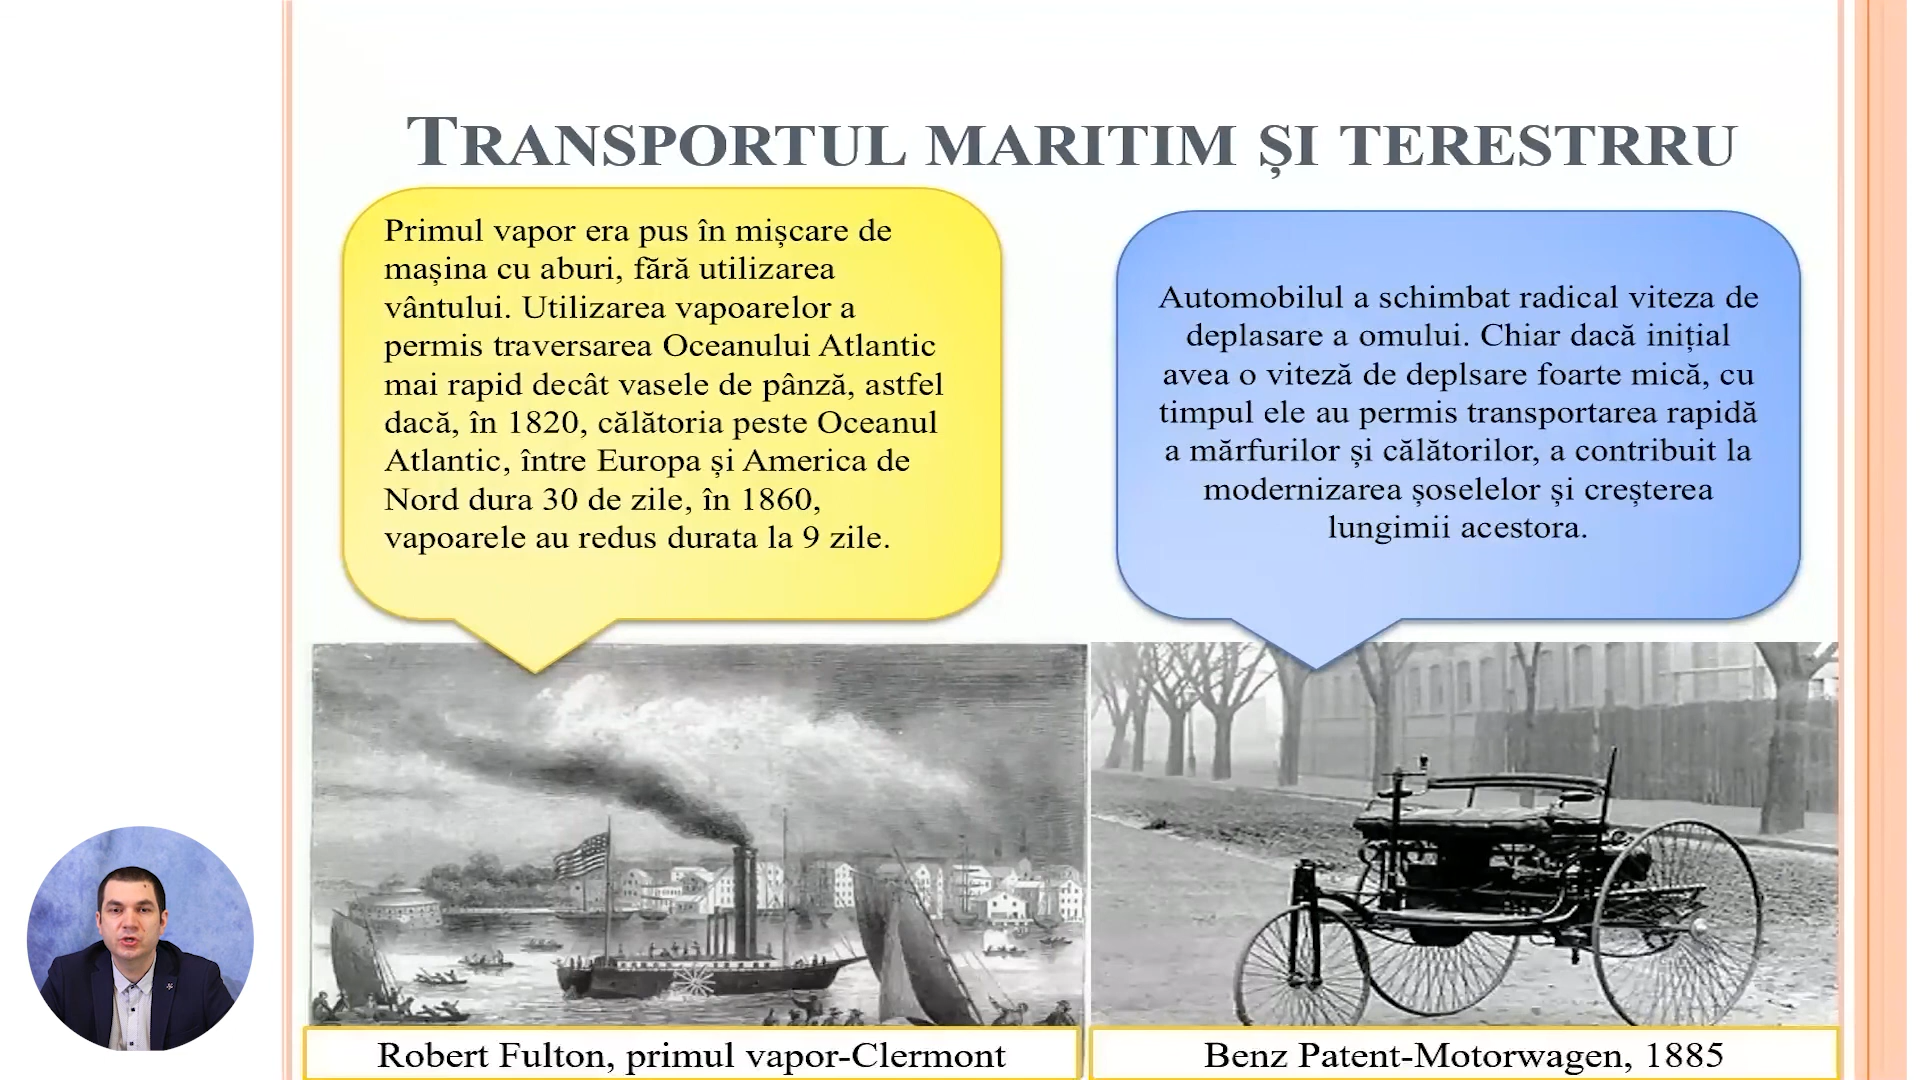 TRANSPORTUL MARITIM ȘI TERESTRRU
Primul vapor era pus în mișcare de
mașina cu aburi, fără utilizarea
vântului. Utilizarea vapoarelor a
permis traversarea Oceanului Atlantic
mai rapid decât vasele de pânză, astfel
dacă, în 1820, călătoria peste Oceanul
Atlantic, între Europa și America de
Nord dura 30 de zile, în 1860,
vapoarele au redus durata la 9 zile.
Automobilul a schimbat radical viteza de
deplasare a omului. Chiar dacă inițial
avea o viteză de deplsare foarte mică, cu
timpul ele au permis transportarea rapidă
a mărfurilor și călătorilor, a contribuit la
modernizarea șoselelor și creșterea
lungimii acestora.
Robert Fulton, primul vapor-Clermont
Benz Patent-Motorwagen, 1885